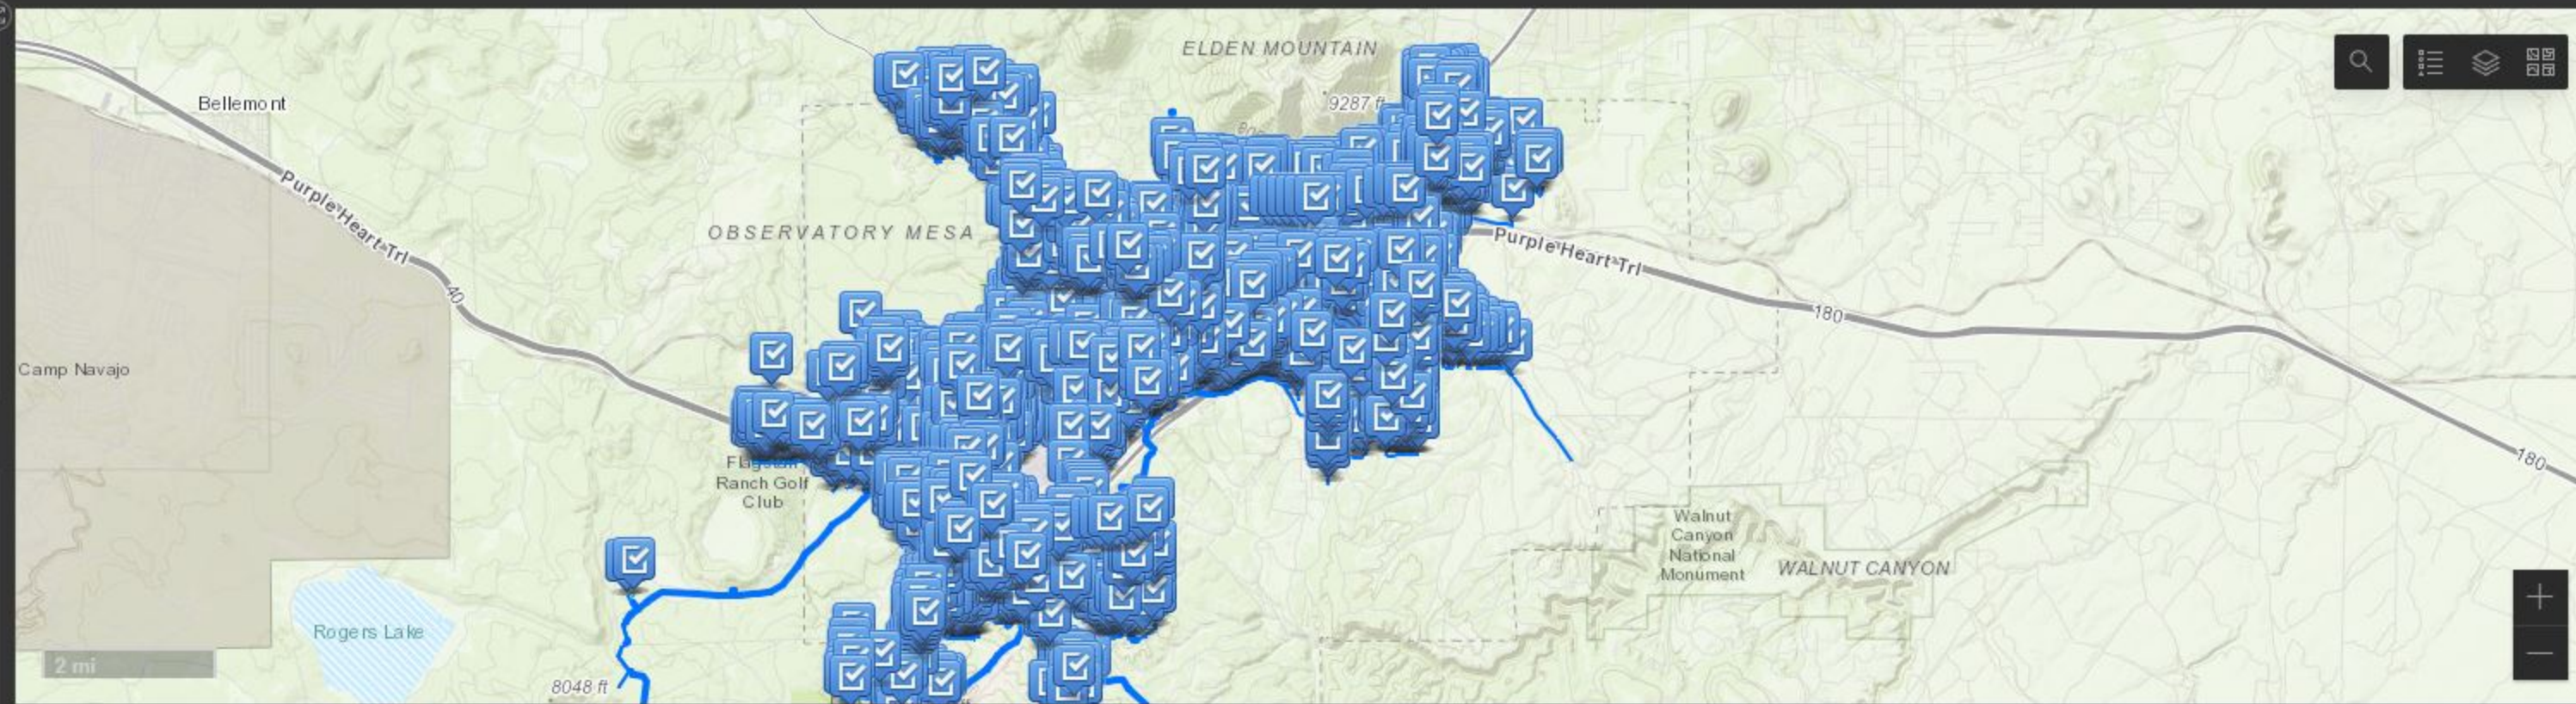 ELDEN MOUNTAIN
Bellemont
9287 ft
Purple Heart Trl
OBSERVATORY MESA
Purple Heart Trl
40
180
Camp Navajo
Ranch Golf
Club
180
Walnut
Canyon
National
Monument
WALNUT CANYON
Rogers Lake
2 mi
8048 ft